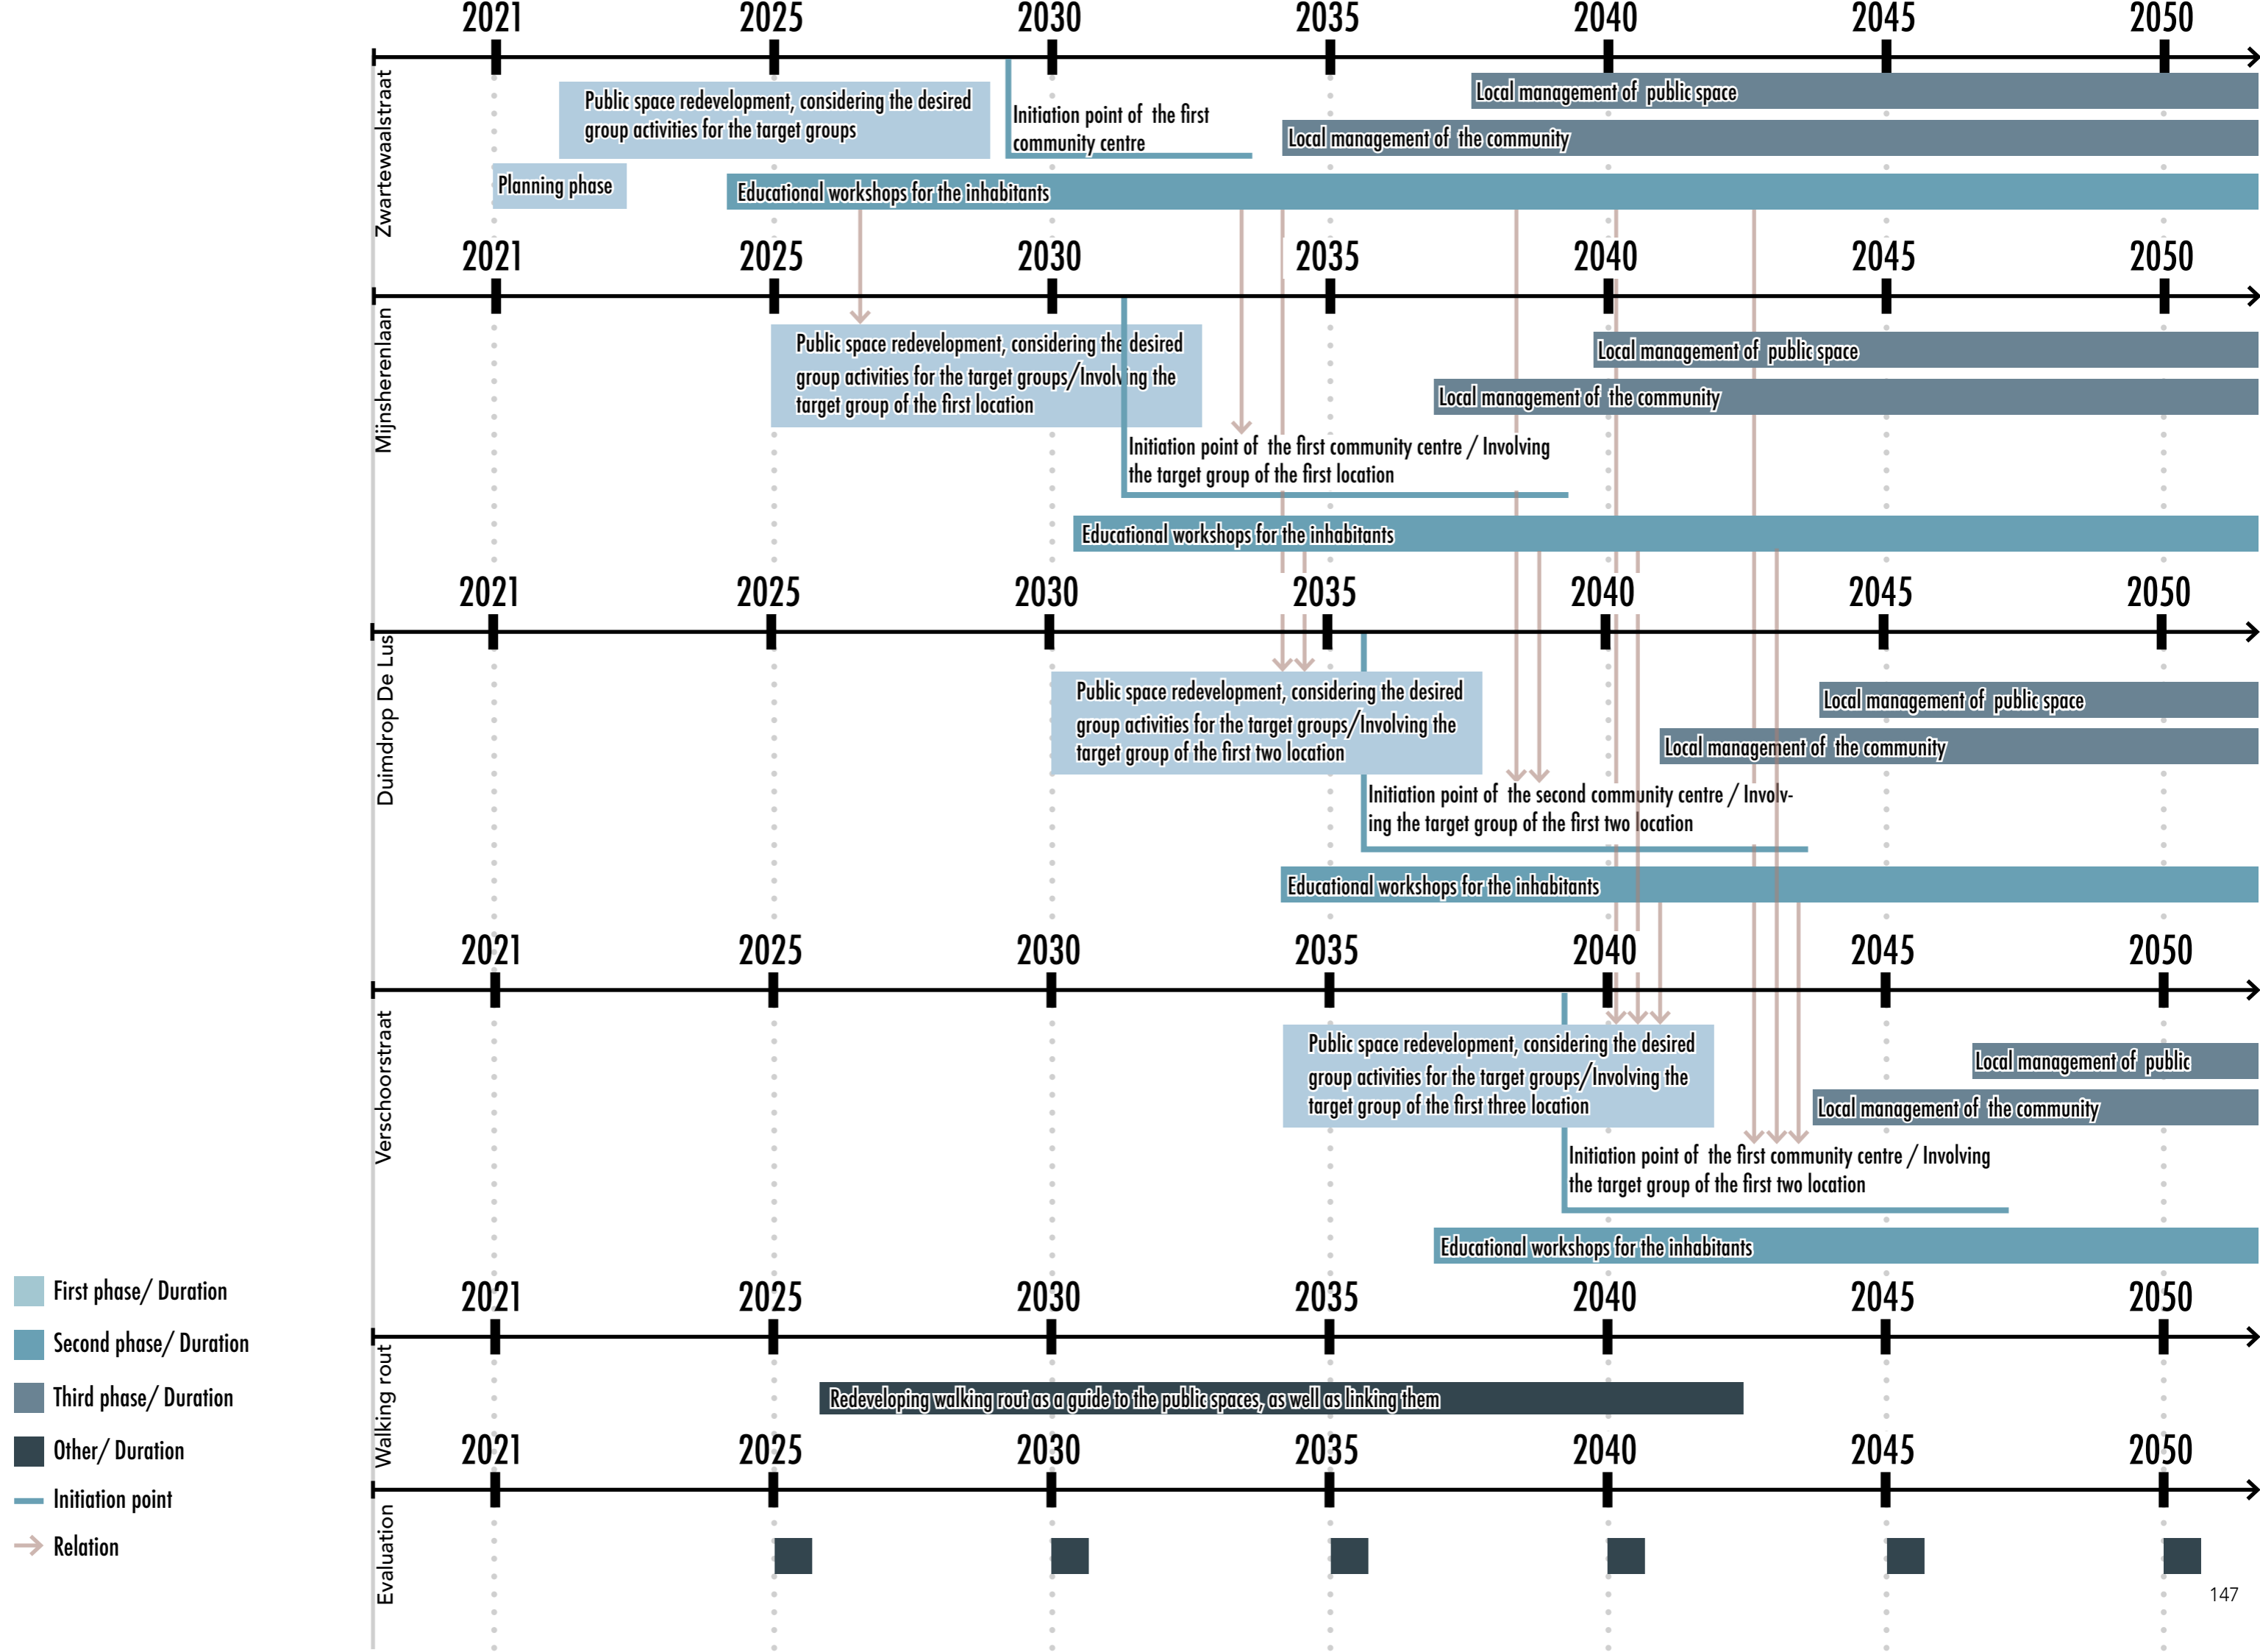 2021 2025 2030 2035 2040 2045 2050
Zwartewaalstraat
Local management of the public space
Public space redevelopment, considering the desired
group activities for the target groups
Initiation point of the first
community centre
Local management of the community
Planning phase
Educational workshops for the inhabitants
2021 2025 2030 2035 2040 2045 2050
Mijnsherenlaan
Public space redevelopment, considering the desired
group activities for the target groups/Involving the
target group of the first location
Local management of public space
Local management of the community
Initiation point of the first community centre / Involving
the target group of the first location
Educational workshops for the inhabitants
2021 2025 2030 2035 2040 2045 2050
Duimdrop De Lus
Public space redevelopment, considering the desired
group activities for the target groups/Involving the
target group of the first two location
Local management of public space
Local management of the community
Initiation point of the second community centre / Involv-
ing the target group of the first two location
Educational workshops for the inhabitants
2021 2025 2030 2035 2040 2045 2050
Verschoorstraat
Public space redevelopment, considering the desired
group activities for the target groups/Involving the
target group of the first three location
Local management of public
Local management of the community
Initiation point of the first community centre / Involving
the target group of the first two location
Educational workshops for the inhabitants
2021 2025 2030 2035 2040 2045 2050
Walking rout
Redeveloping walking rout as a guide to the public spaces, as well as linking them
2021 2025 2030 2035 2040 2045 2050
Evaluation
First phase/ Duration
Second phase/ Duration
Third phase/ Duration
Other/ Duration
Initiation point
Relation
147